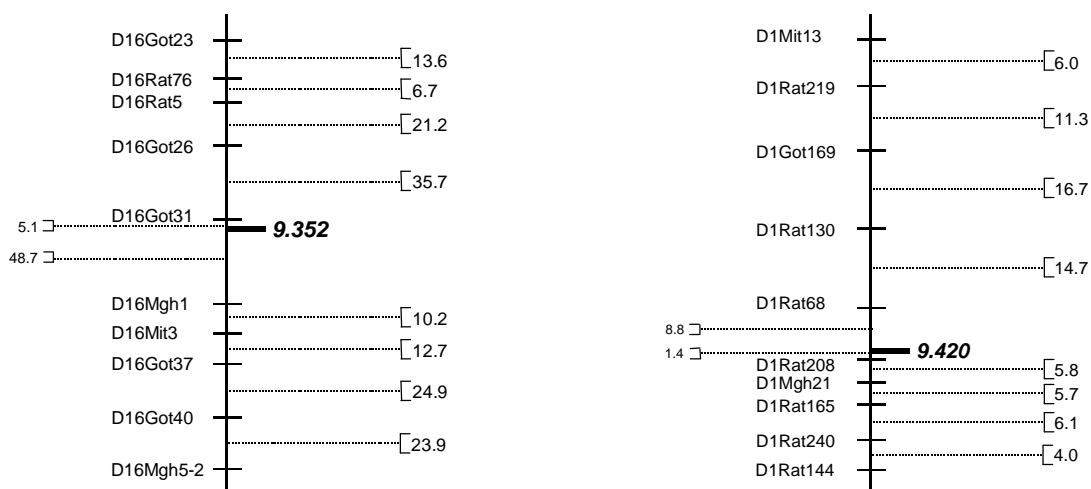 D16Got23
13.6
D16Rat76
6.7
D16Rat5
21.2
D16Got26
35.7
D16Got31
5.1
9.352
48.7
D16Mgh1
10.2
D16Mit3
12.7
D16Got37
24.9
D16Got40
23.9
D16Mgh5-2
D1Mit13
6.0
D1Rat219
11.3
D1Got169
16.7
D1Rat130
14.7
D1Rat68
8.8
9.420
1.4
D1Rat208
5.8
D1Mgh21
5.7
D1Rat165
6.1
D1Rat240
4.0
D1Rat144